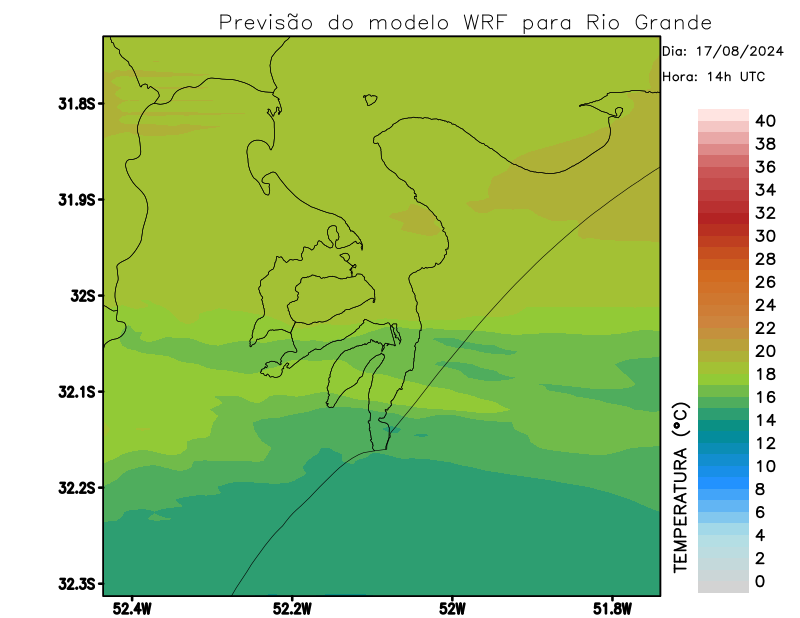 Previsão do modelo WRF para Rio Grande
Dia: 17/08/2024
Hora: 14h UTC
31.8S
31.9S
32S
32.1S
32.2S
32.3S
52.4W
52.2W
52W
51.8W
TEMPERATURA (°C)
40
38
36
34
32
30
28
26
24
22
20
18
16
14
12
10
8
6
4
2
0